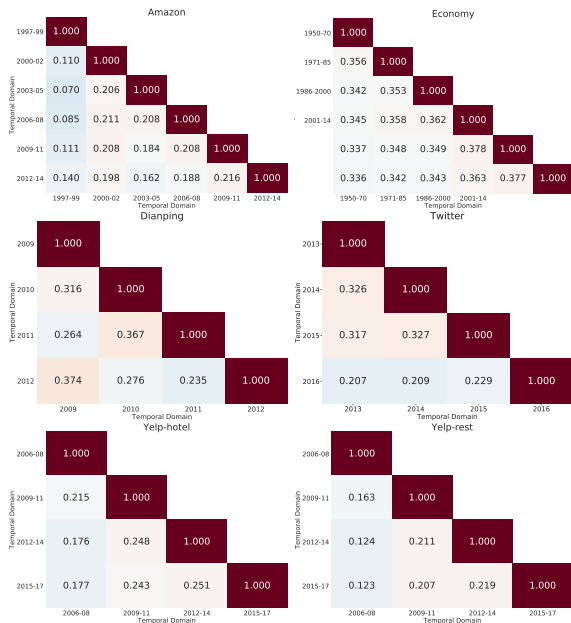 Amazon
1997-99 1.000
2000-02 0.110 1.000
2003-05 0.070 0.206 1.000
2006-08 0.085 0.211 0.208 1.000
2009-11 0.111 0.208 0.184 0.208 1.000
2012-14 0.140 0.198 0.162 0.188 0.216 1.000
Temporal Domain
1997-99 2000-02 2003-05 2006-08 2009-11 2012-14
Temporal Domain
Economy
1950-70 1.000
1971-85 0.356 1.000
1986-2000 0.342 0.353 1.000
2001-14 0.345 0.358 0.362 1.000
0.337 0.348 0.349 0.378 1.000
0.336 0.342 0.343 0.363 0.377 1.000
1950-70 1971-85 1986-2000 2001-14
Temporal Domain
Dianping
2009 1.000
2010 0.316 1.000
2011 0.264 0.367 1.000
2012 0.374 0.276 0.235 1.000
Temporal Domain
2009 2010 2011 2012
Temporal Domain
Twitter
2013 1.000
2014 0.326 1.000
2015 0.317 0.327 1.000
2016 0.207 0.209 0.229 1.000
Temporal Domain
2013 2014 2015 2016
Temporal Domain
Yelp-hotel
2006-08 1.000
2009-11 0.215 1.000
2012-14 0.176 0.248 1.000
2015-17 0.177 0.243 0.251 1.000
Temporal Domain
2006-08 2009-11 2012-14 2015-17
Temporal Domain
Yelp-rest
2006-08 1.000
2009-11 0.163 1.000
2012-14 0.124 0.211 1.000
2015-17 0.123 0.207 0.219 1.000
Temporal Domain
2006-08 2009-11 2012-14 2015-17
Temporal Domain